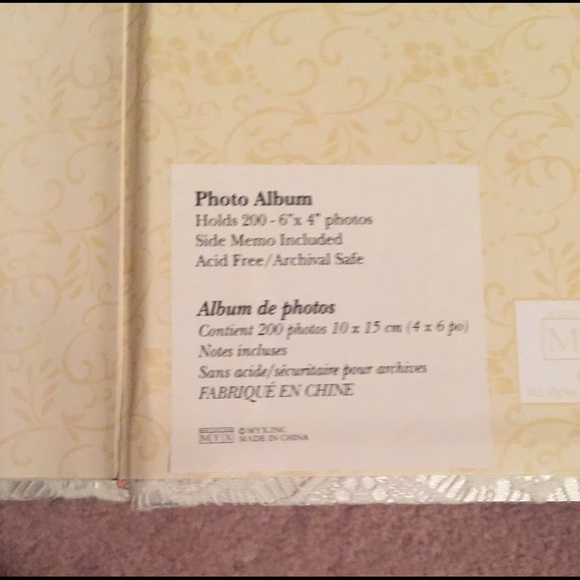 Photo Album
Holds 200 - 6"x 4" photos
Side Memo Included
Acid Free/Archival Safe
Album de photos
Contient 200 photos 10 x 15 cm (4 x 6 po)
Notes incluses
Sans acide/sécuritaire pour archives
FABRIQUÉ EN CHINE
MYX
© MYX INC
MADE IN CHINA